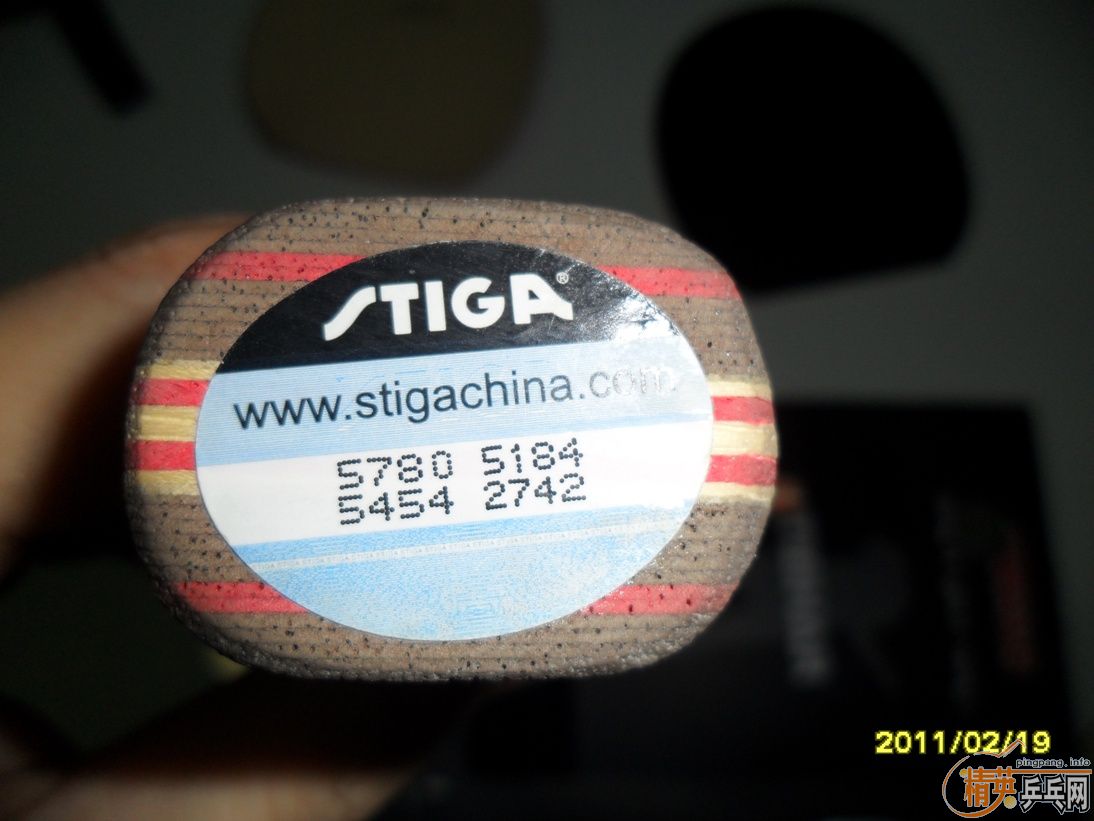 STIGA®
www.stigachina.com
5780 5184
5454 2742
2011/02/19
pingpang.info
精英乒乓网